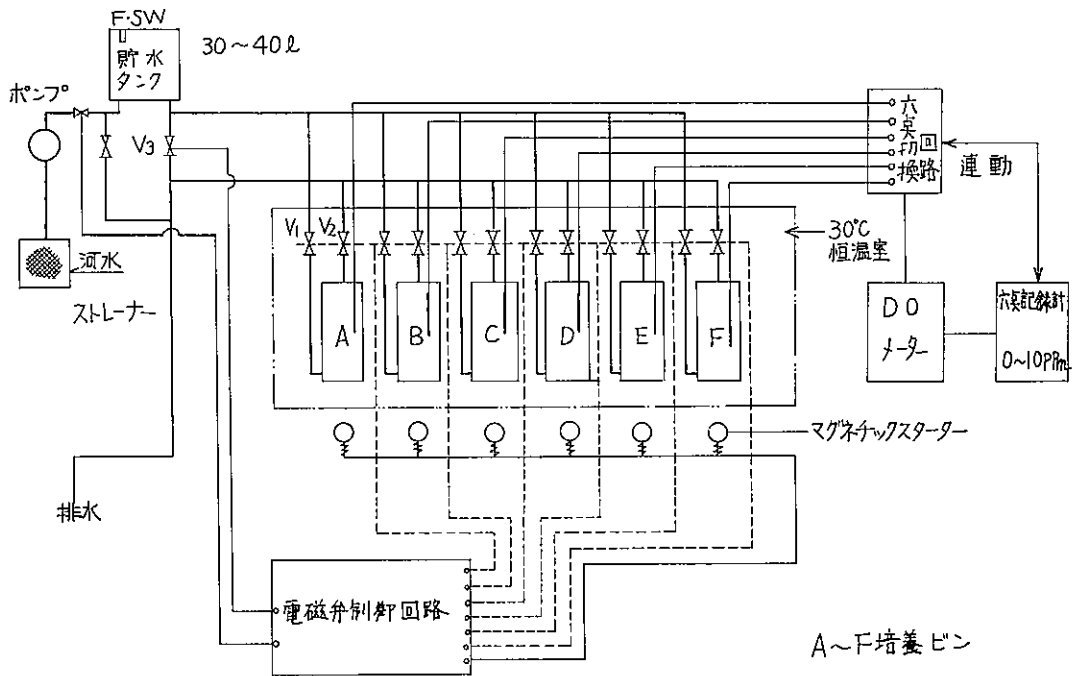 F·SW
貯水
タンク
30~40ℓ
ポンプ
V3
河水
ストレーナー
排水
V1
V2
A
B
C
D
E
F
六
点
切回
換路
連動
30℃
恒温室
DO
メーター
六点記録計
0~10PPm
マグネチックスターター
電磁弁制御回路
A~F培養ビン